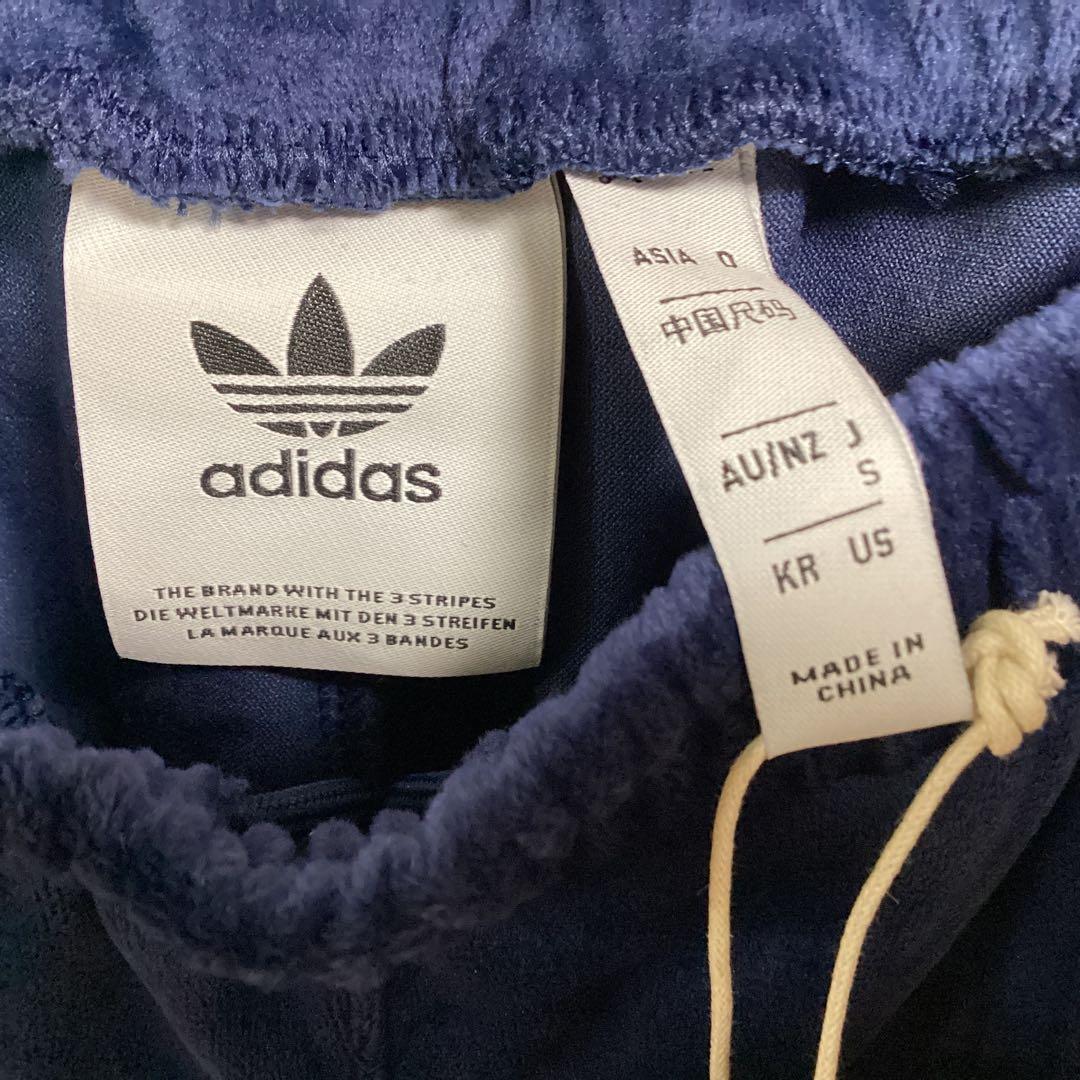 adidas
THE BRAND WITH THE 3 STRIPES
DIE WELTMARKE MIT DEN 3 STREIFEN
LA MARQUE AUX 3 BANDES
ASIA O
中国尺码
AU/NZ J
S
KR US
MADE IN
CHINA